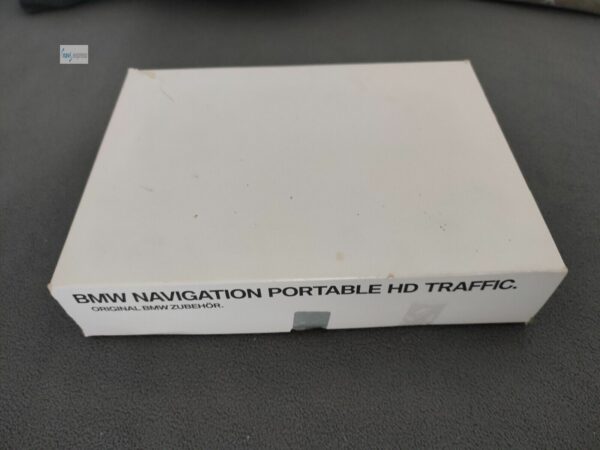 BMW NAVIGATION PORTABLE HD TRAFFIC.
ORIGINAL BMW ZUBEHÖR.